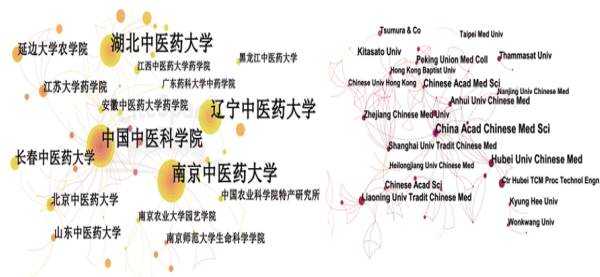 延边大学农学院
湖北中医药大学
江西中医药大学药学院
黑龙江中医药大学
江苏大学药学院
广东药科大学中药学院
安徽中医药大学药学院
辽宁中医药大学
中国中医科学院
长春中医药大学
南京中医药大学
中国农业科学院特产研究所
北京中医药大学
南京农业大学园艺学院
山东中医药大学
南京师范大学生命科学学院
Tsumura & Co
Taipei Med Univ
Kitasato Univ
Peking Union Med Coll
Thammasat Univ
Hong Kong Baptist Univ
Chinese Univ Hong Kong
Chinese Acad Med Sci
Nanjing Univ Chinese Med
Anhui Univ Chinese Med
Zhejiang Chinese Med Univ
China Acad Chinese Med Sci
Shanghai Univ Tradit Chinese Med
Heilongjiang Univ Chinese Med
Hubei Univ Chinese Med
Chinese Acad Sci
Ctr Hubei TCM Proc Technol Engn
Liaoning Univ Tradit Chinese Med
Kyung Hee Univ
Wonkwang Univ